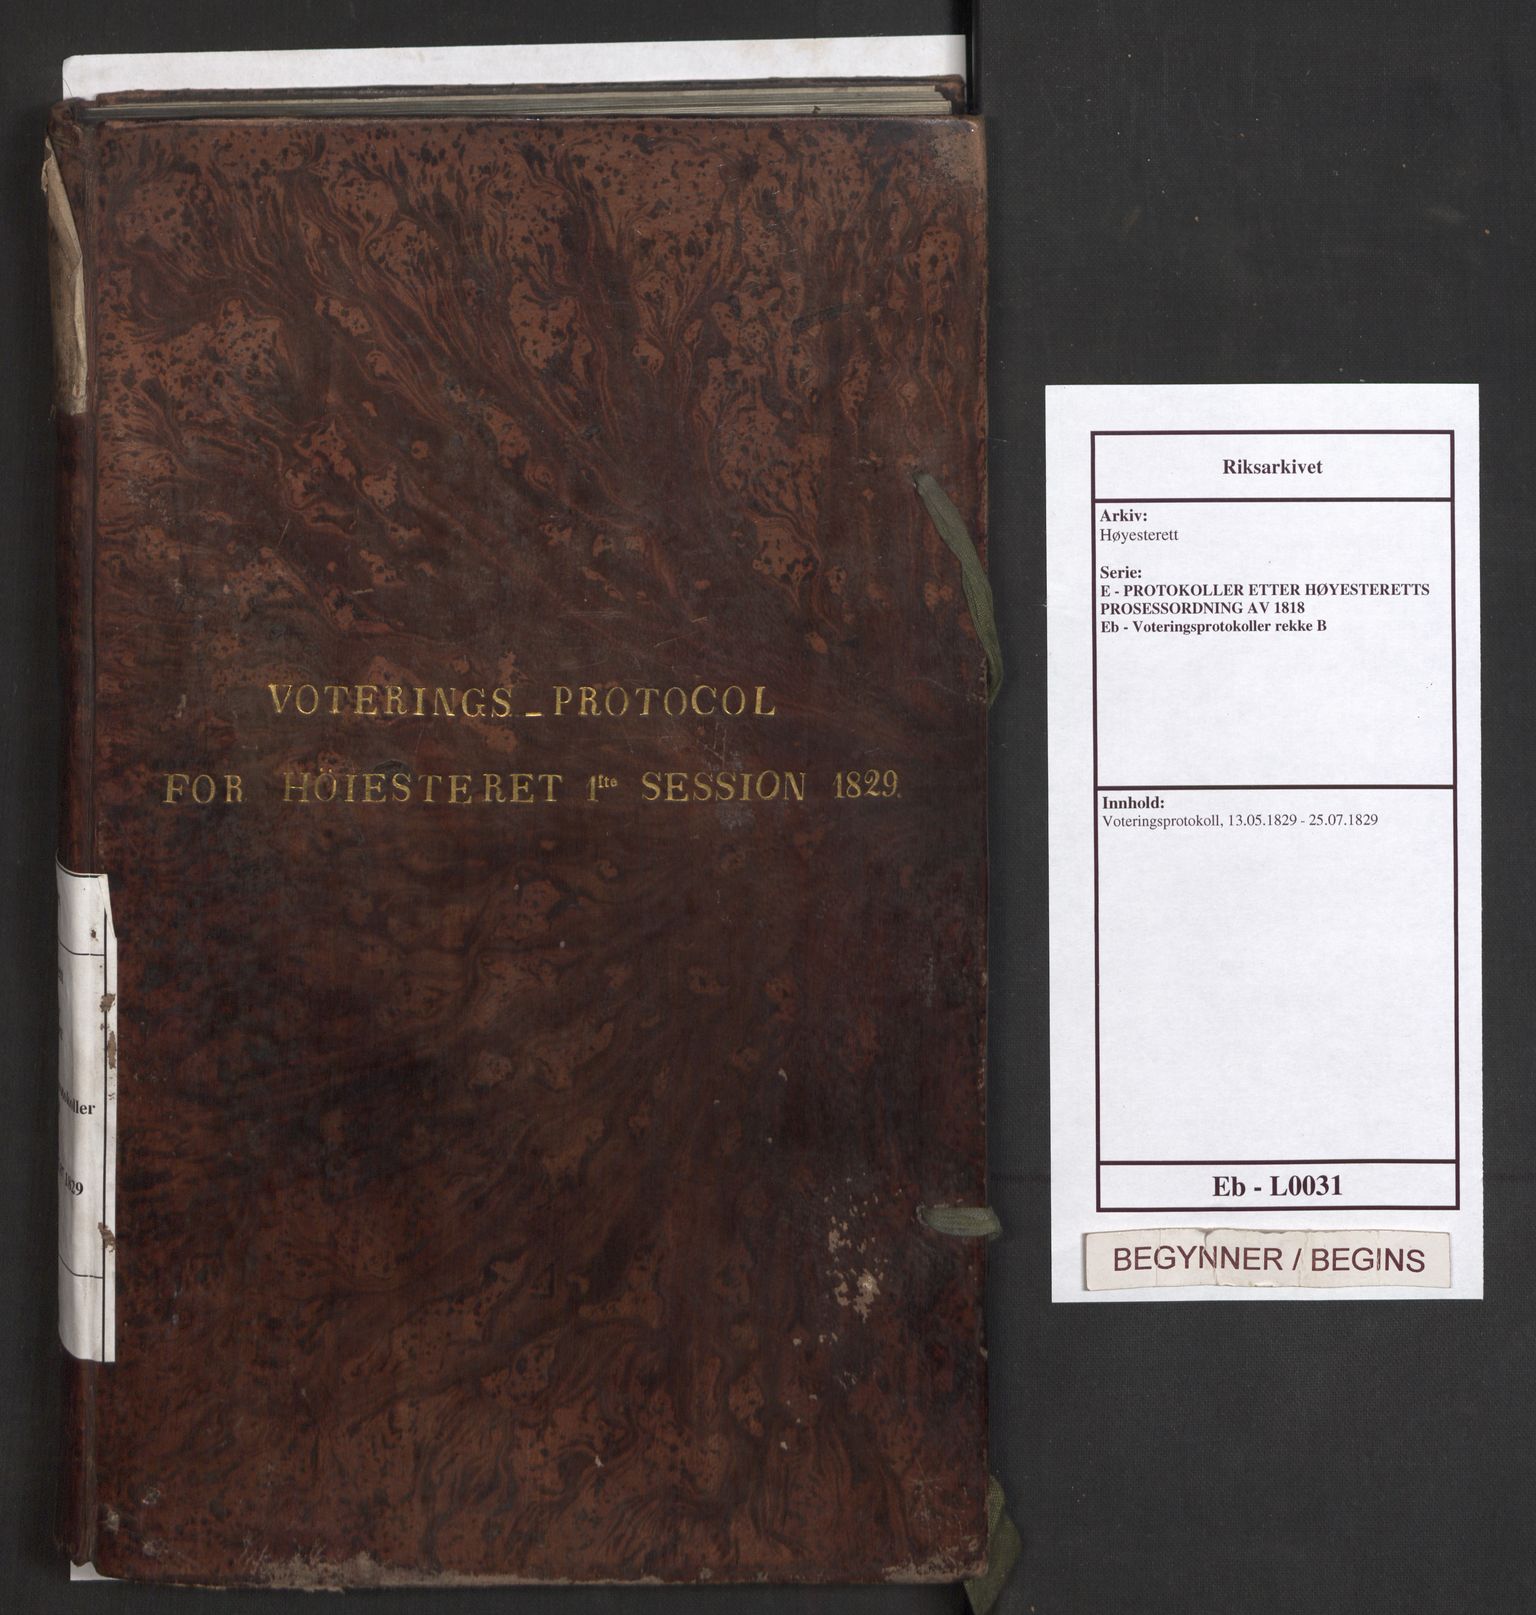 VOTERINGS_PROTOCOL
FOR HÖIESTERET 1ste SESSION 1829.
ller
1829
Riksarkivet
Arkiv:
Høyesterett
Serie:
E - PROTOKOLLER ETTER HØYESTERETTS
PROSESSORDNING AV 1818
Eb - Voteringsprotokoller rekke B
Innhold:
Voteringsprotokoll, 13.05.1829 - 25.07.1829
Eb - L0031
BEGYNNER / BEGINS